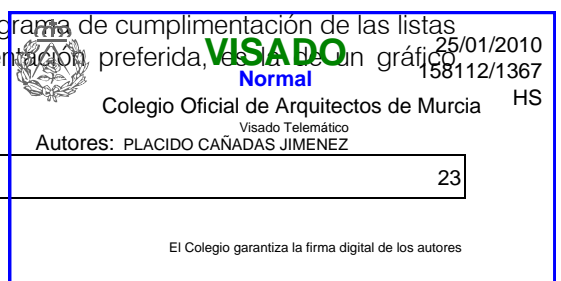 grama de cumplimentación de las listas
ntación preferida, es la de un gráfico
VISADO
25/01/2010
Normal
158112/1367
HS
Colegio Oficial de Arquitectos de Murcia
Visado Telemático
Autores: PLACIDO CAÑADAS JIMENEZ
23
El Colegio garantiza la firma digital de los autores